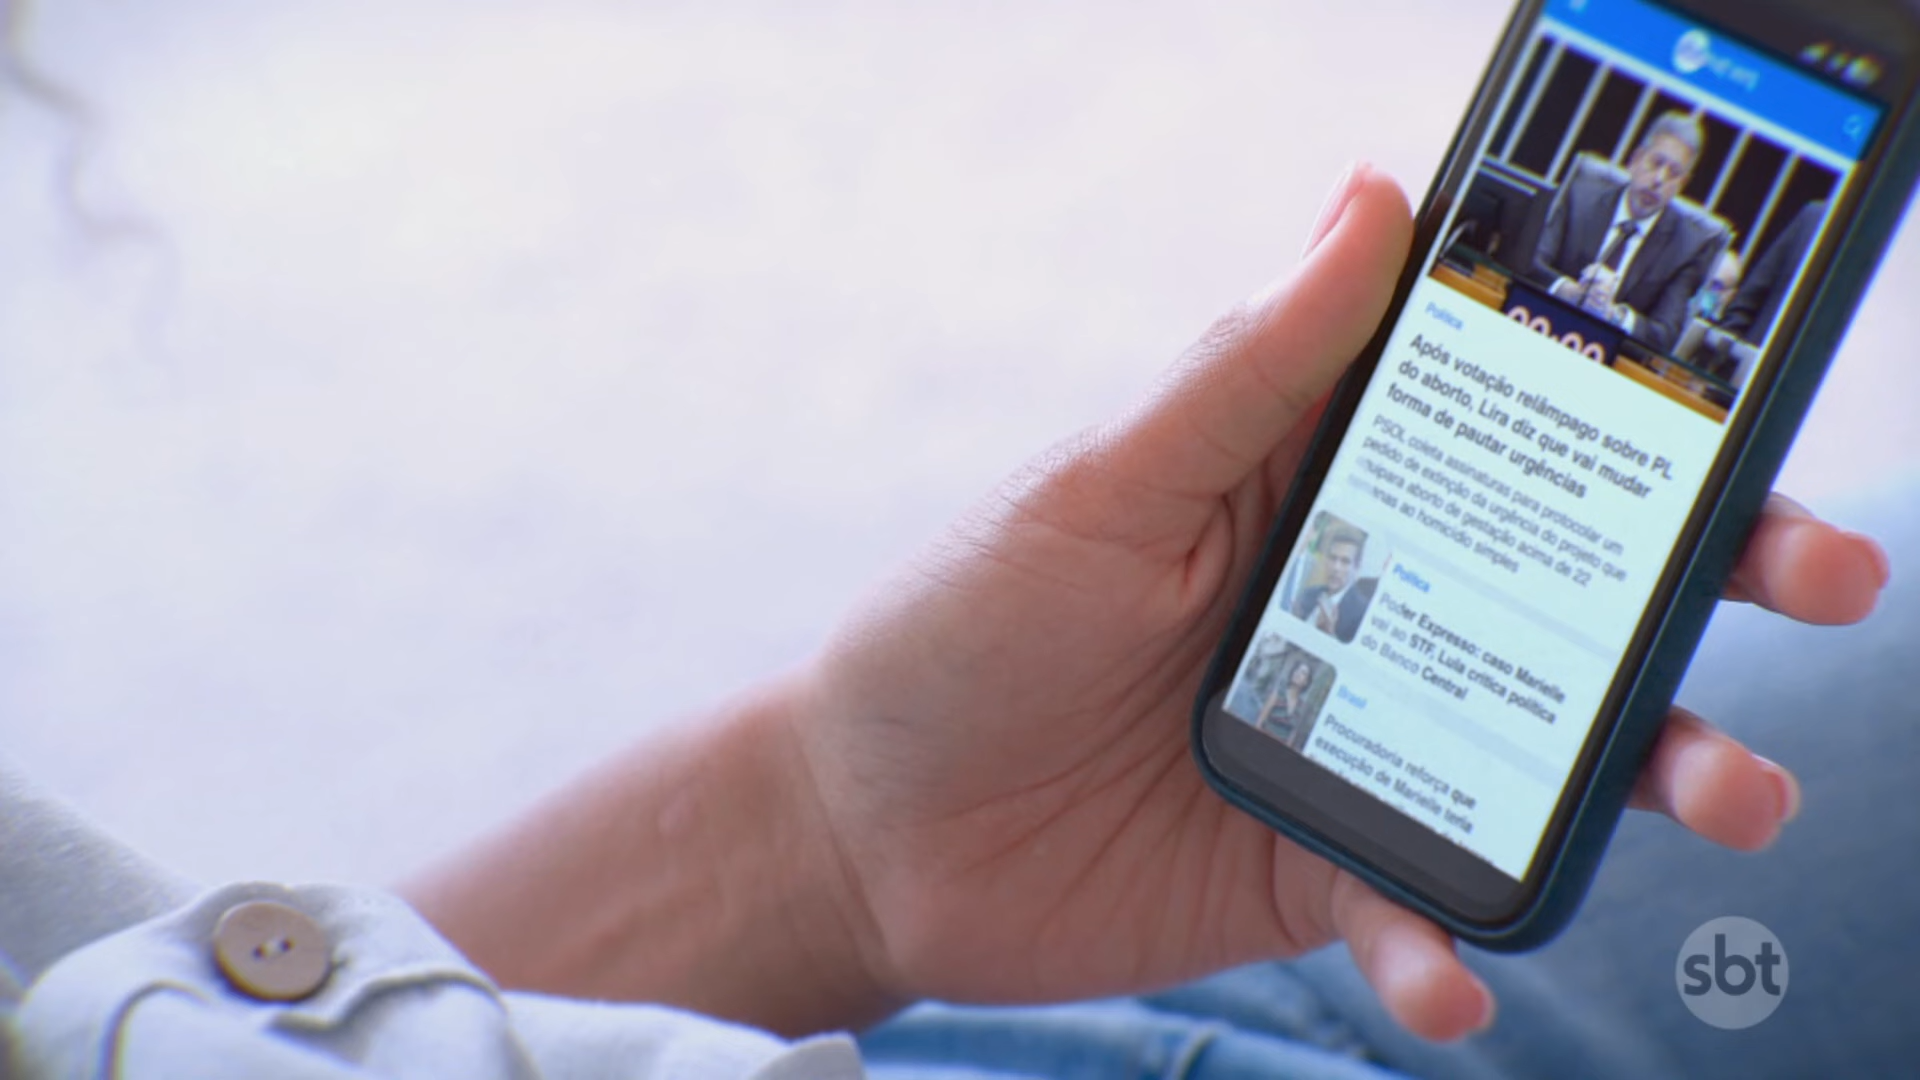 news
00:00
Política
Após votação relâmpago sobre PL
do aborto, Lira diz que vai mudar
forma de pautar urgências
PSOL coleta assinaturas para protocolar um
pedido de extinção da urgência do projeto que
equipara aborto de gestação acima de 22
semanas ao homicídio simples
Política
Poder Expresso: caso Marielle
vai ao STF, Lula critica política
do Banco Central
Brasil
Procuradoria reforça que
execução de Marielle teria
sbt